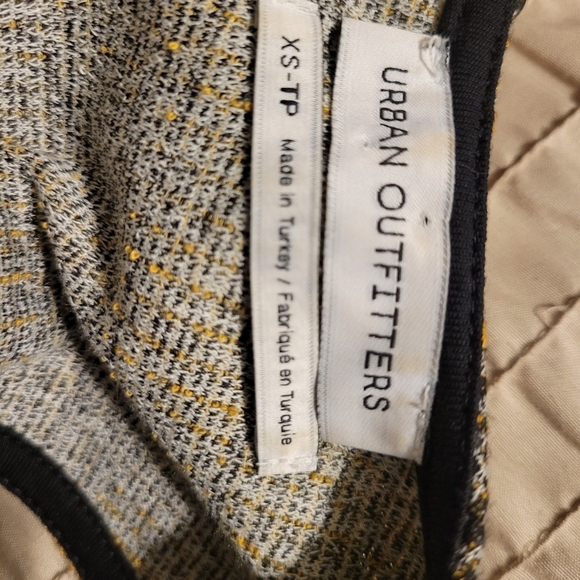 URBAN OUTFITTERS
XS-TP Made in Turkey / Fabriqué en Turquie